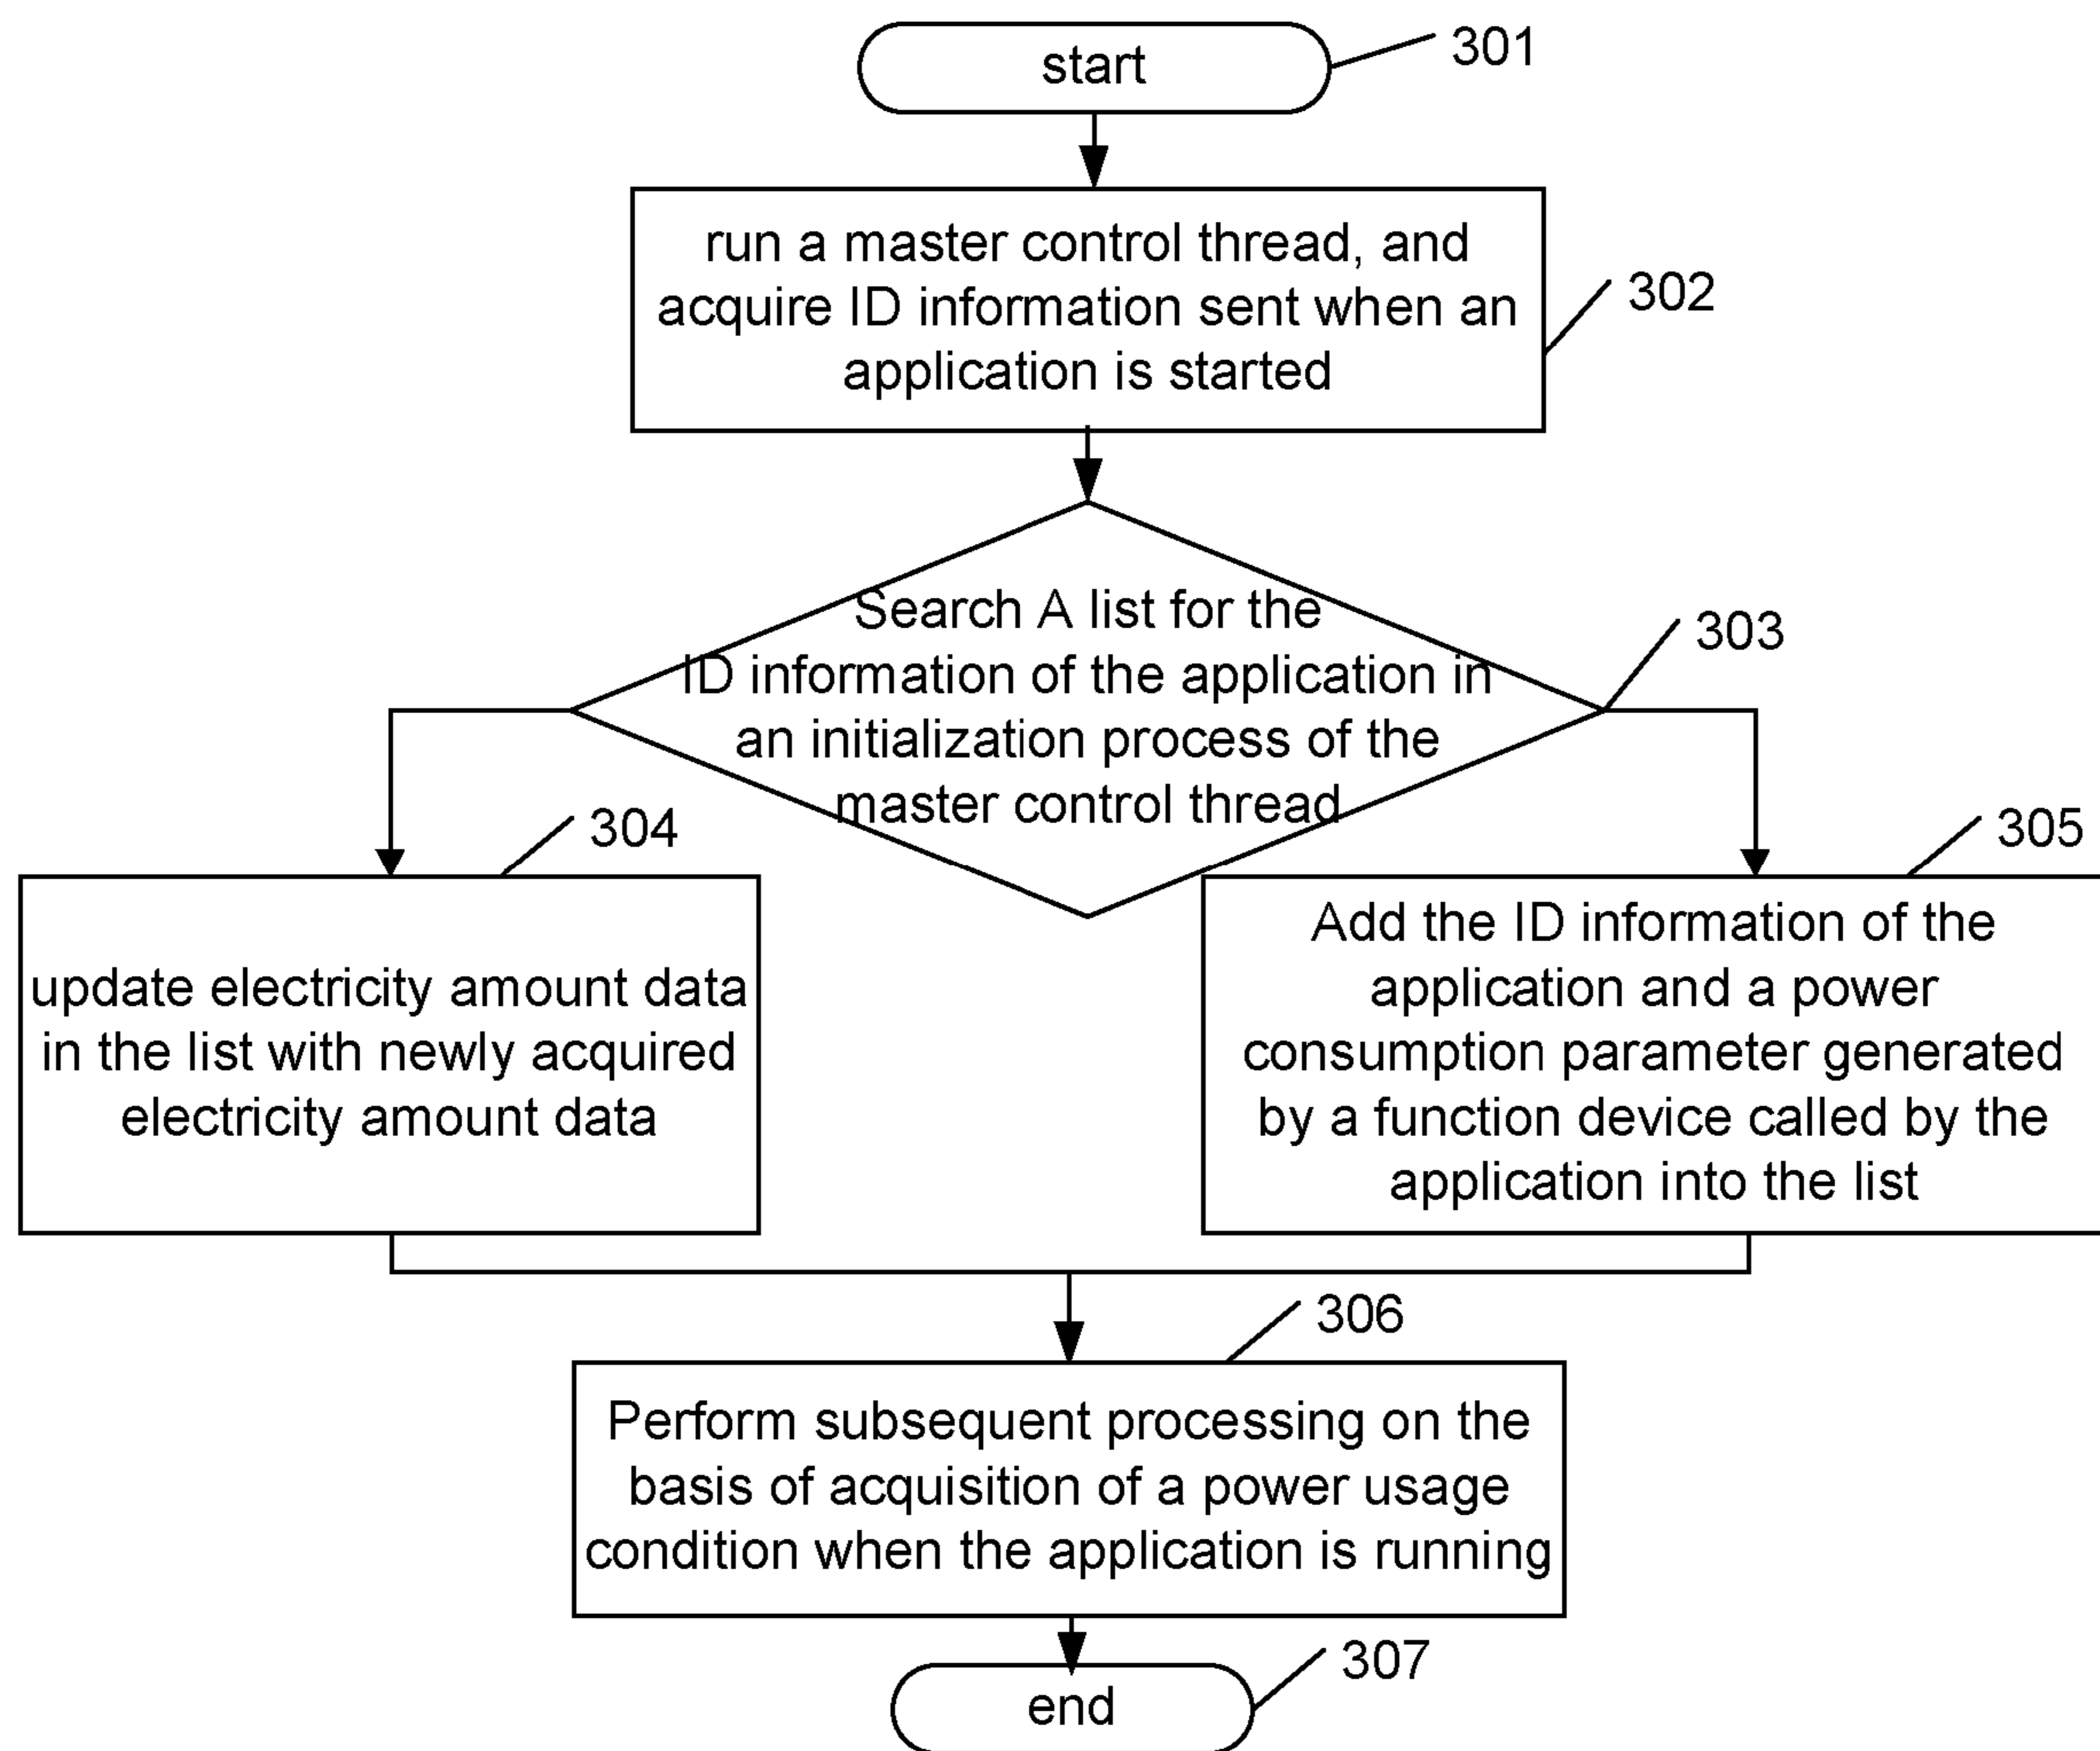 start
301
run a master control thread, and
acquire ID information sent when an
application is started
302
Search A list for the
ID information of the application in
an initialization process of the
master control thread
303
304
update electricity amount data
in the list with newly acquired
electricity amount data
305
Add the ID information of the
application and a power
consumption parameter generated
by a function device called by the
application into the list
306
Perform subsequent processing on the
basis of acquisition of a power usage
condition when the application is running
307
end